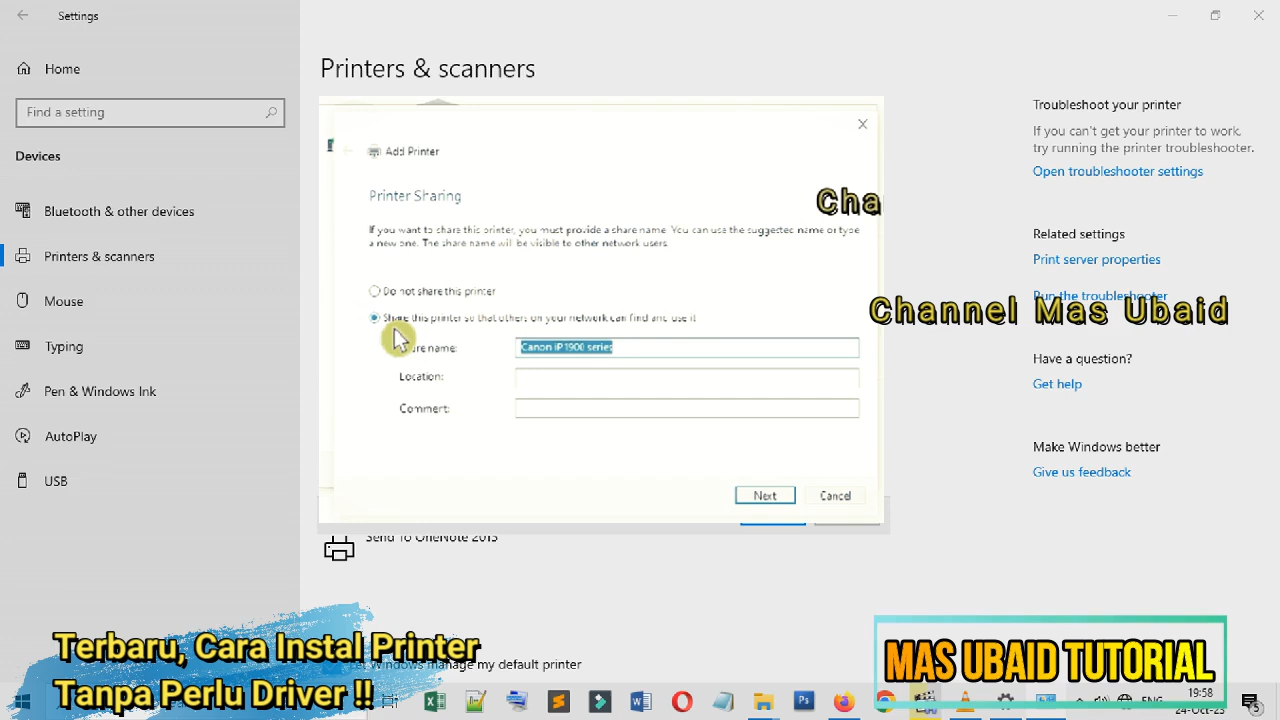 Settings
Home
Find a setting
Devices
Bluetooth & other devices
Printers & scanners
Mouse
Typing
Pen & Windows Ink
AutoPlay
USB
Printers & scanners
Add Printer
Printer Sharing
If you want to share this printer, you must provide a share name. You can use the suggested name or type
a new one. The share name will be visible to other network users.
Do not share this printer
Share this printer so that others on your network can find and use it
name:
Canon iP1900 series
Location:
Comment:
Next
Cancel
Send To OneNote 2013
manage my default printer
Troubleshoot your printer
If you can't get your printer to work,
try running the printer troubleshooter.
Open troubleshooter settings
Related settings
Print server properties
Run the troubleshooter
Have a question?
Get help
Make Windows better
Give us feedback
Cha
Channel Mas Ubaid
Terbaru, Cara Instal Printer
Tanpa Perlu Driver !!
MAS UBAID TUTORIAL
ENG
19:58
24-Oct-23
5